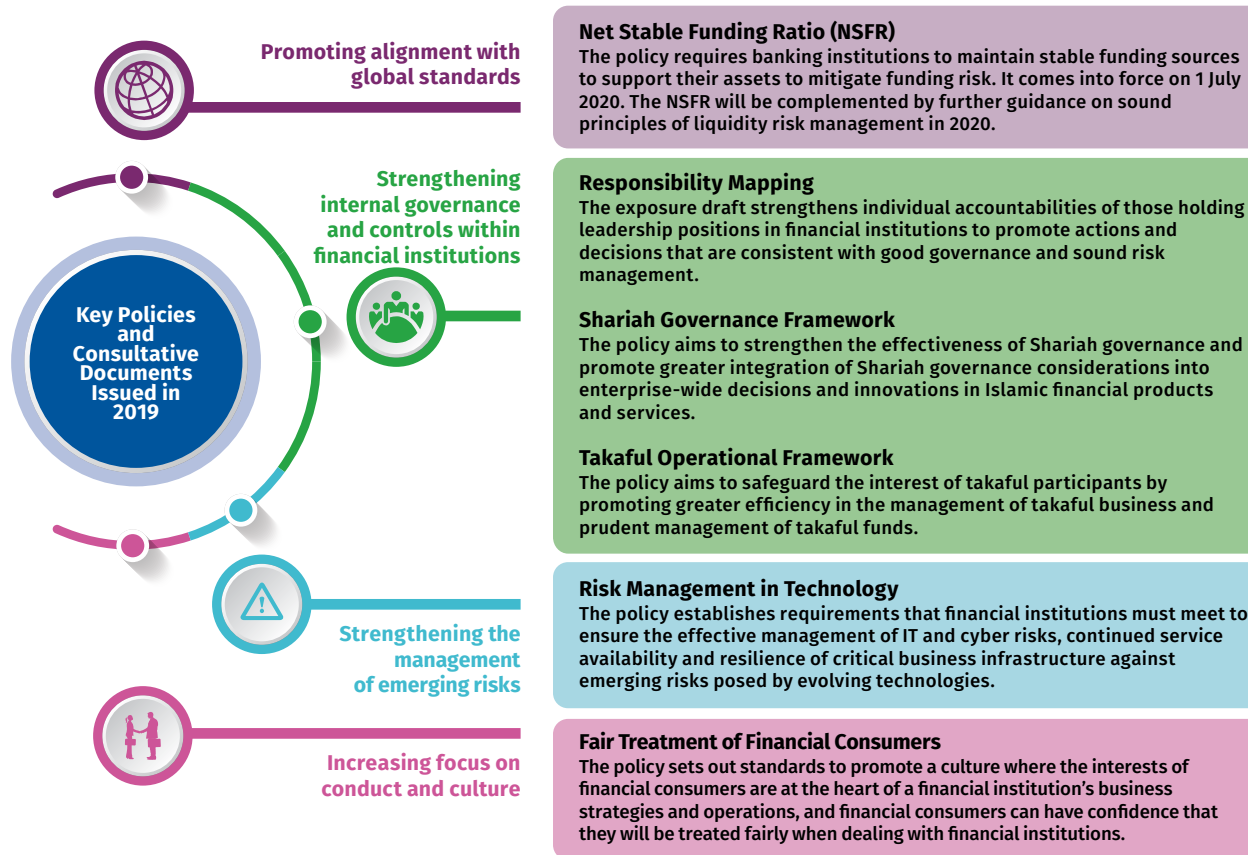 Key Policies
and
Consultative
Documents
Issued in
2019
Promoting alignment with
global standards
Net Stable Funding Ratio (NSFR)
The policy requires banking institutions to maintain stable funding sources
to support their assets to mitigate funding risk. It comes into force on 1 July
2020. The NSFR will be complemented by further guidance on sound
principles of liquidity risk management in 2020.
Strengthening
internal governance
and controls within
financial institutions
Responsibility Mapping
The exposure draft strengthens individual accountabilities of those holding
leadership positions in financial institutions to promote actions and
decisions that are consistent with good governance and sound risk
management.
Shariah Governance Framework
The policy aims to strengthen the effectiveness of Shariah governance and
promote greater integration of Shariah governance considerations into
enterprise-wide decisions and innovations in Islamic financial products
and services.
Takaful Operational Framework
The policy aims to safeguard the interest of takaful participants by
promoting greater efficiency in the management of takaful business and
prudent management of takaful funds.
Strengthening the
management
of emerging risks
Risk Management in Technology
The policy establishes requirements that financial institutions must meet to
ensure the effective management of IT and cyber risks, continued service
availability and resilience of critical business infrastructure against
emerging risks posed by evolving technologies.
Increasing focus on
conduct and culture
Fair Treatment of Financial Consumers
The policy sets out standards to promote a culture where the interests of
financial consumers are at the heart of a financial institution’s business
strategies and operations, and financial consumers can have confidence that
they will be treated fairly when dealing with financial institutions.